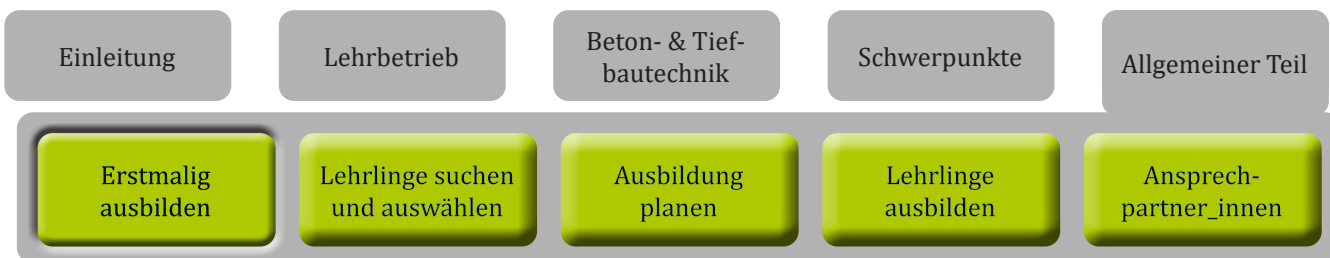 Einleitung
Lehrbetrieb
Beton- & Tief-
bautechnik
Schwerpunkte
Allgemeiner Teil
Erstmalig
ausbilden
Lehrlinge suchen
und auswählen
Ausbildung
planen
Lehrlinge
ausbilden
Ansprech-
partner_innen